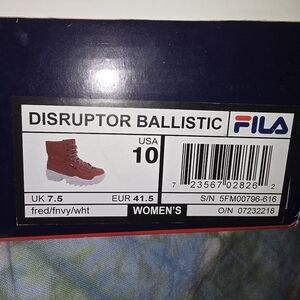 DISRUPTOR BALLISTIC FILA
USA
10
7 23567 02826 2
UK 7.5 EUR 41.5 S/N 5FM00796-616
fred/fnvy/wht WOMEN'S O/N 07232218